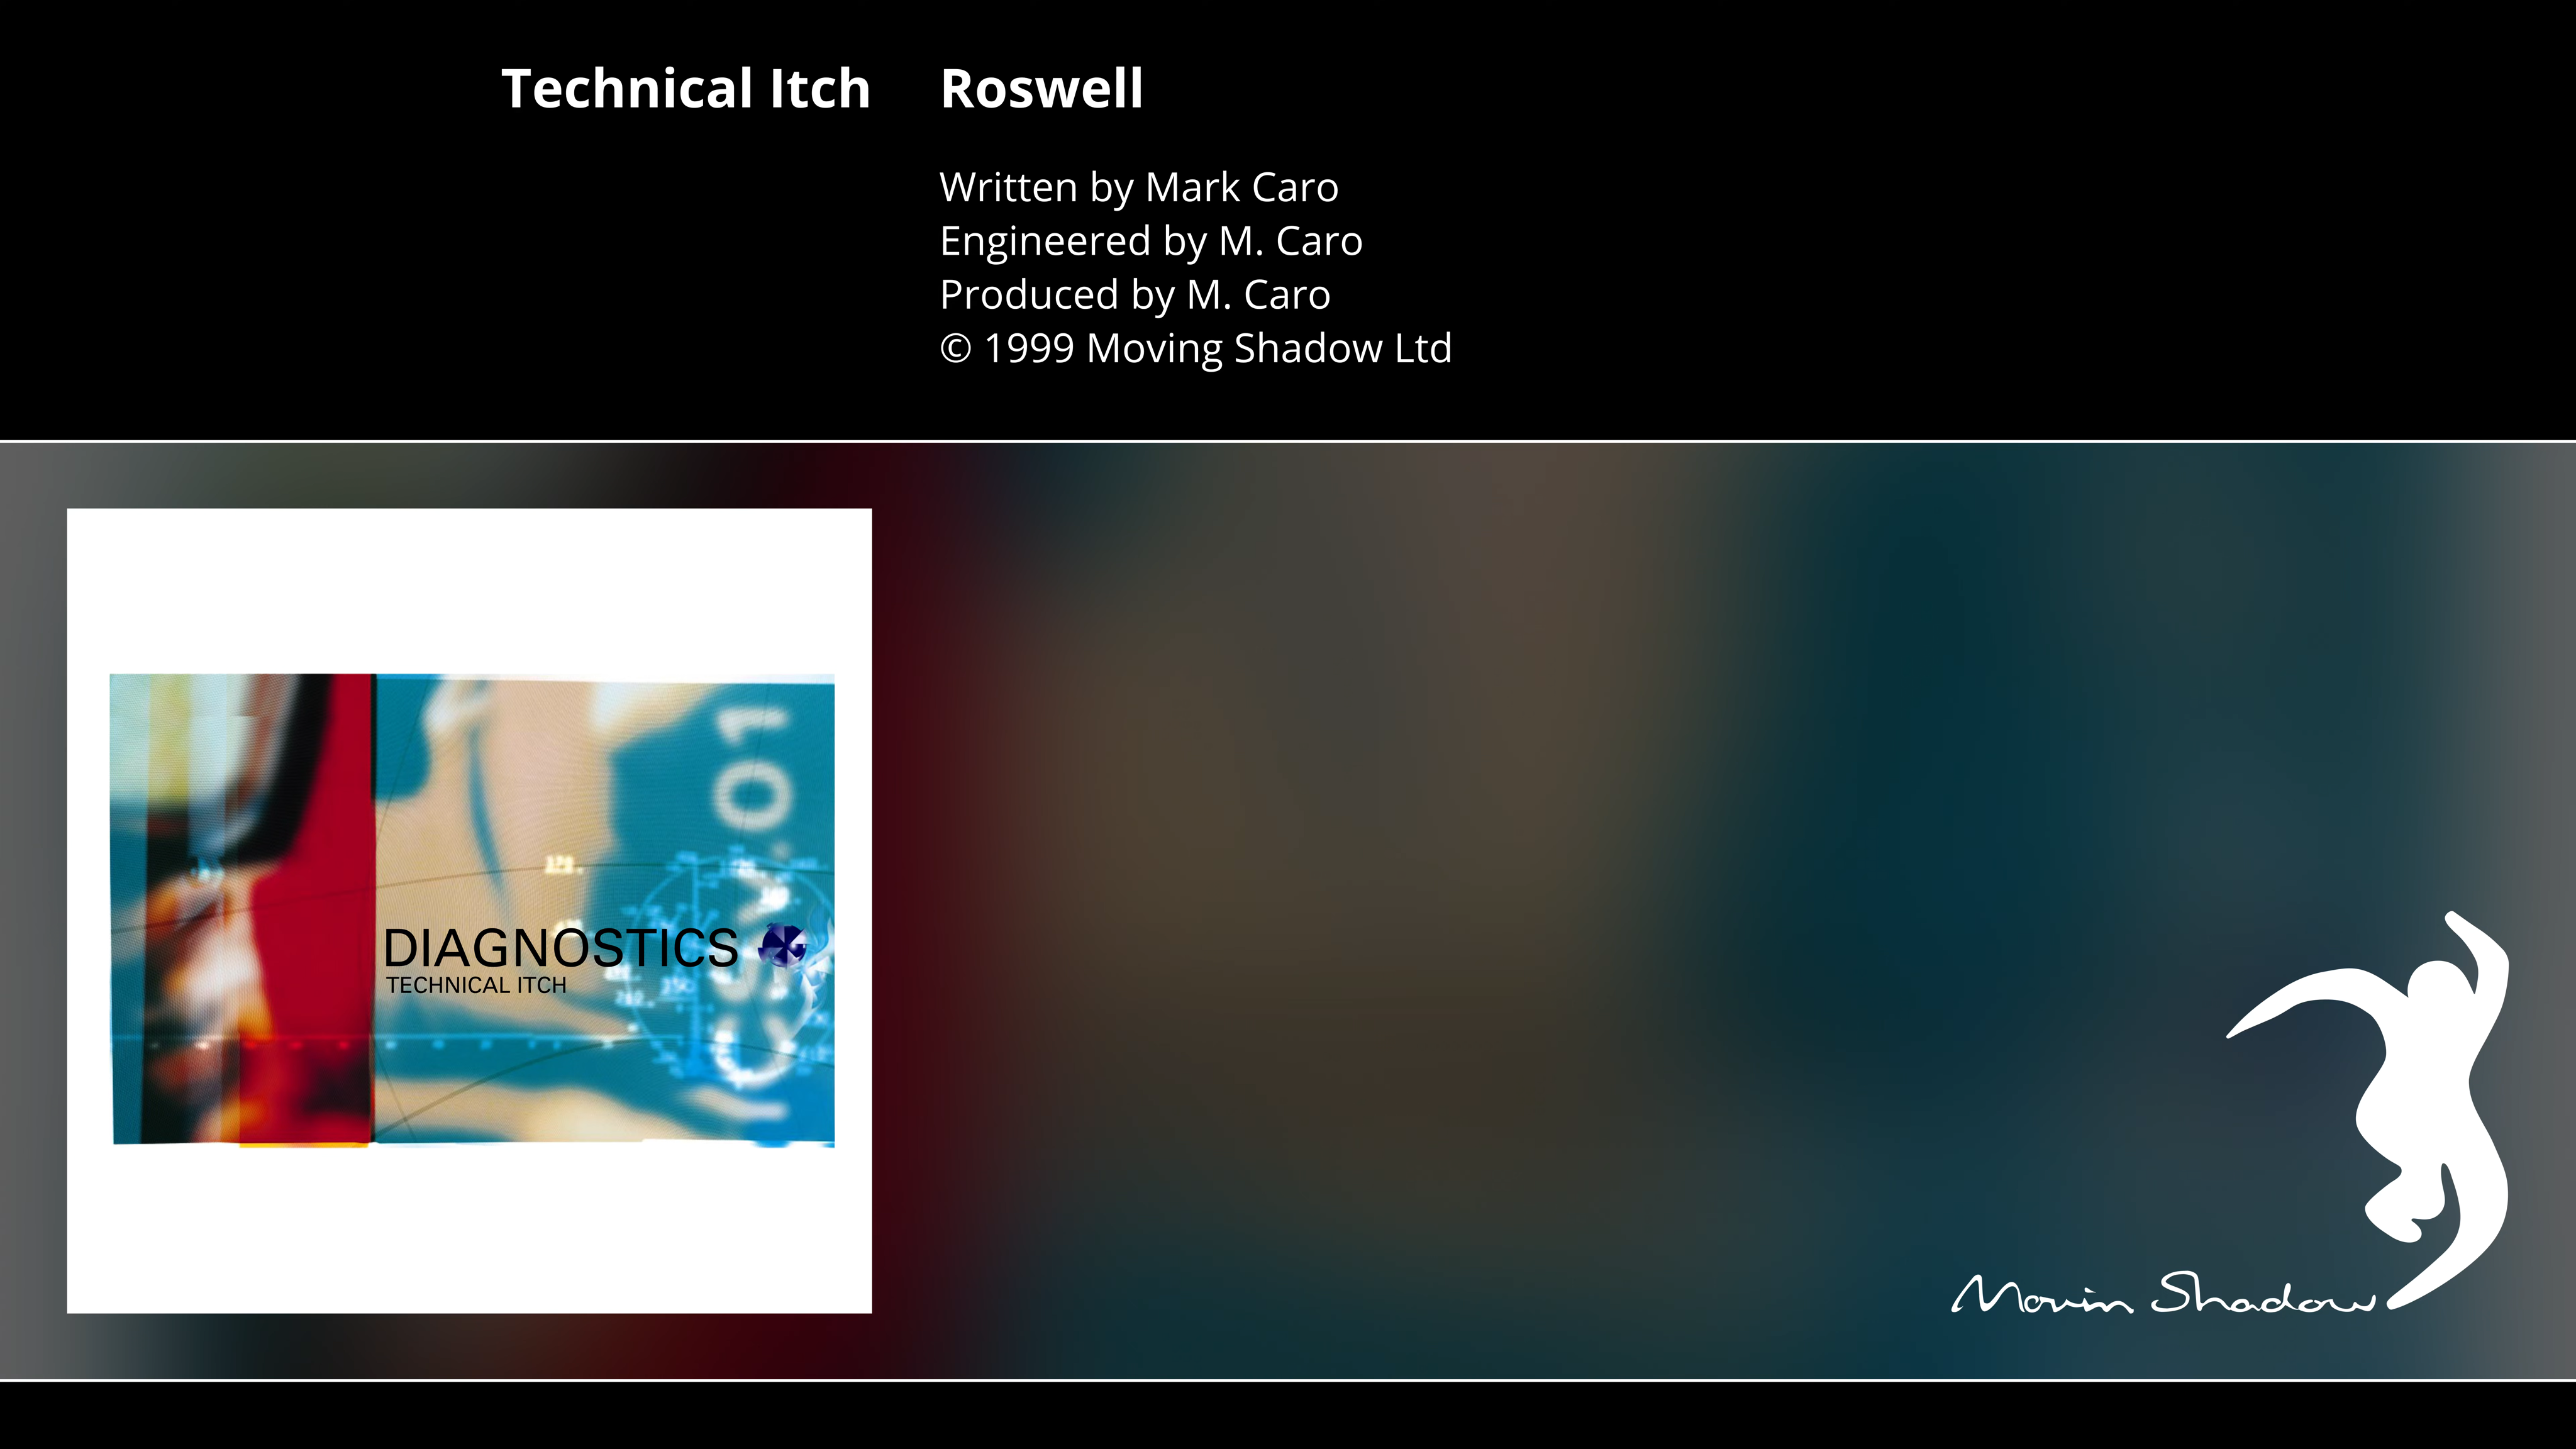 Technical Itch Roswell
Written by Mark Caro
Engineered by M. Caro
Produced by M. Caro
© 1999 Moving Shadow Ltd
.01
DIAGNOSTICS
TECHNICAL ITCH
Movin Shadow